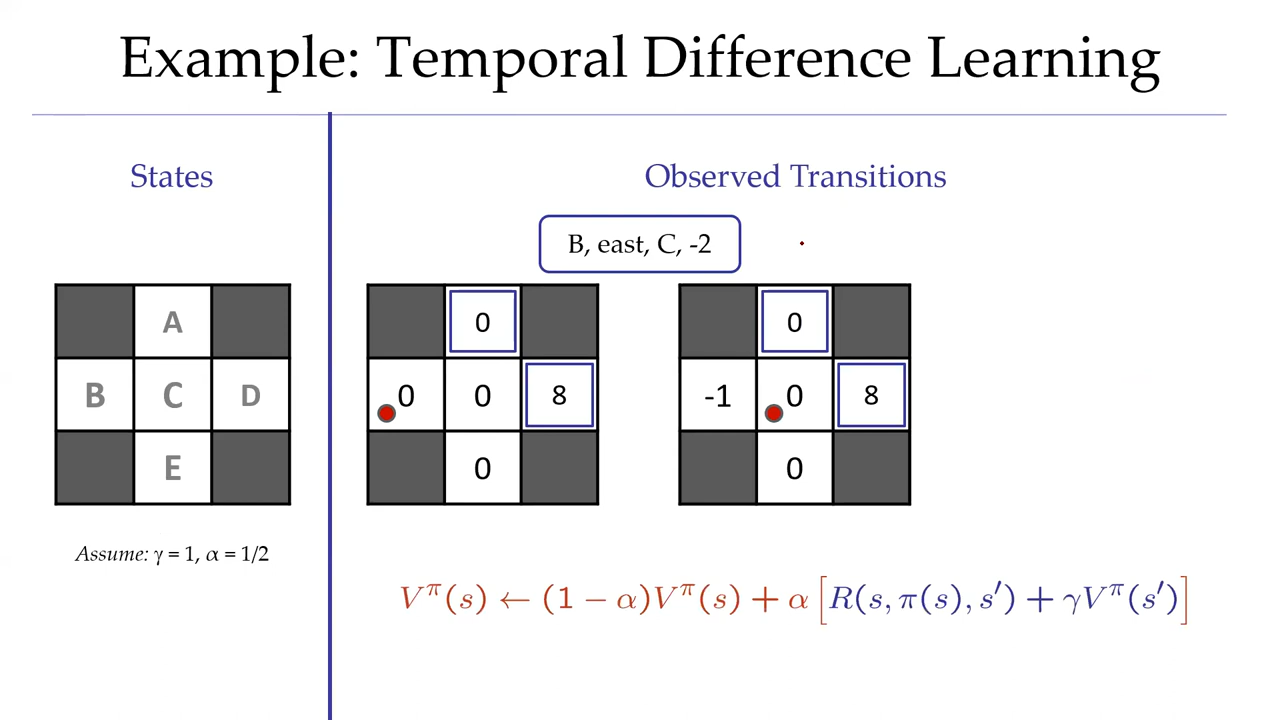 Example: Temporal Difference Learning
States
Observed Transitions
B, east, C, -2
A
B C D
E
0
0 0 8
0
0
-1 0 8
0
Assume: γ = 1, α = 1/2
V^π(s) ← (1 − α)V^π(s) + α [R(s, π(s), s′) + γV^π(s′)]